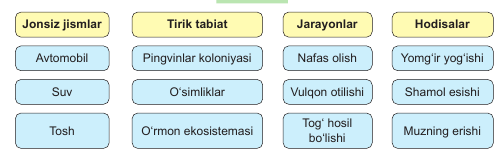 Jonsiz jismlar
Tirik tabiat
Jarayonlar
Hodisalar
Avtomobil
Pingvinlar koloniyasi
Nafas olish
Yomg‘ir yog‘ishi
Suv
O‘simliklar
Vulqon otilishi
Shamol esishi
Tosh
O‘rmon ekosistemasi
Tog‘ hosil
bo‘lishi
Muzning erishi